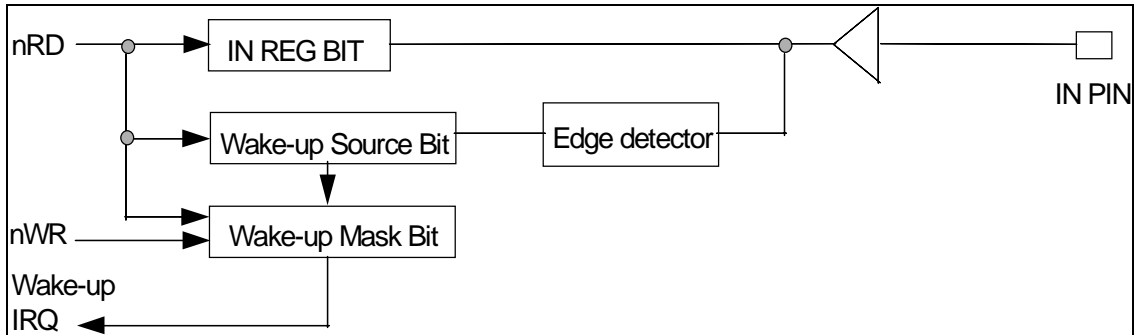 nRD
IN REG BIT
IN PIN
Wake-up Source Bit
Edge detector
nWR
Wake-up Mask Bit
Wake-up
IRQ